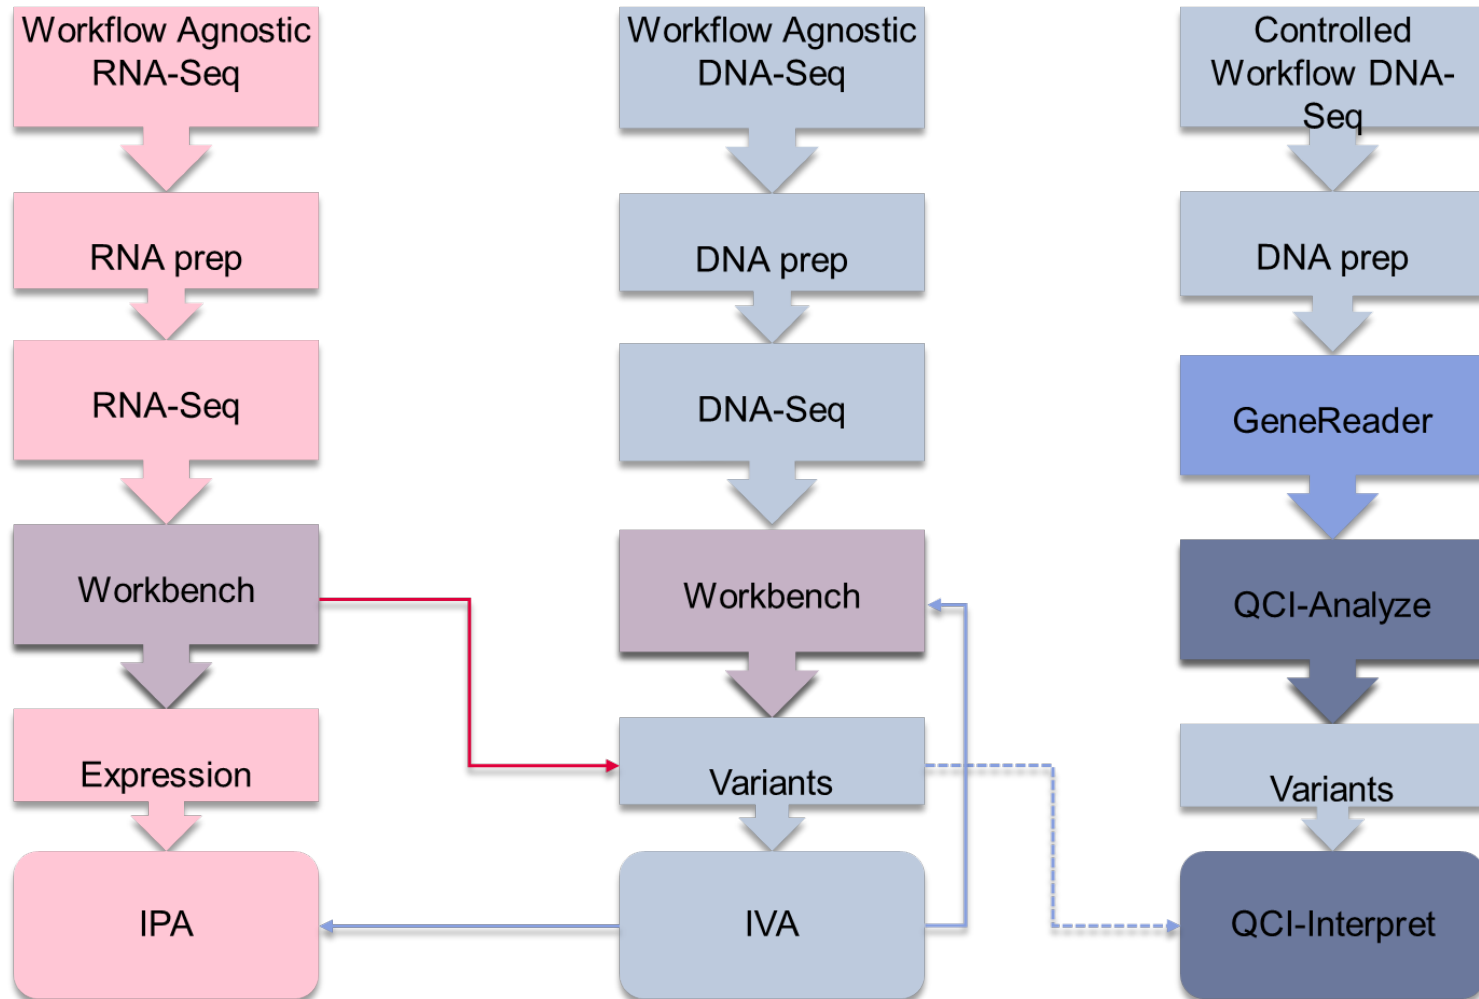 Workflow Agnostic
RNA-Seq
RNA prep
RNA-Seq
Workbench
Expression
IPA
Workflow Agnostic
DNA-Seq
DNA prep
DNA-Seq
Workbench
Variants
IVA
Controlled
Workflow DNA-
Seq
DNA prep
GeneReader
QCI-Analyze
Variants
QCI-Interpret